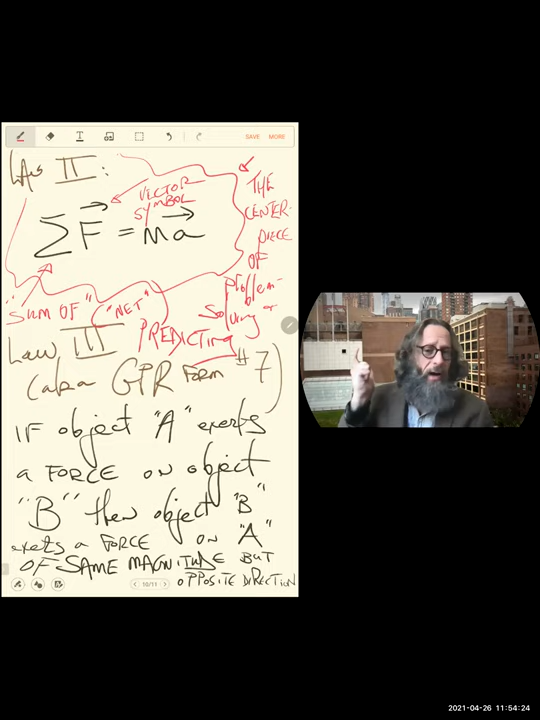 SAVE MORE
LAW II:
VECTOR
SYMBOL
ΣF = ma
THE
CENTER-
PIECE
OF
Problem-
Solving +
PREDICTING
"SUM OF" ("NET")
Law III
(aka GPR FORM #7)
IF object "A" exerts
a FORCE ON object
"B" then object "B"
exerts a FORCE ON "A"
OF SAME MAGNITUDE BUT
OPPOSITE DIRECTION
10/11
2021-04-26 11:54:24